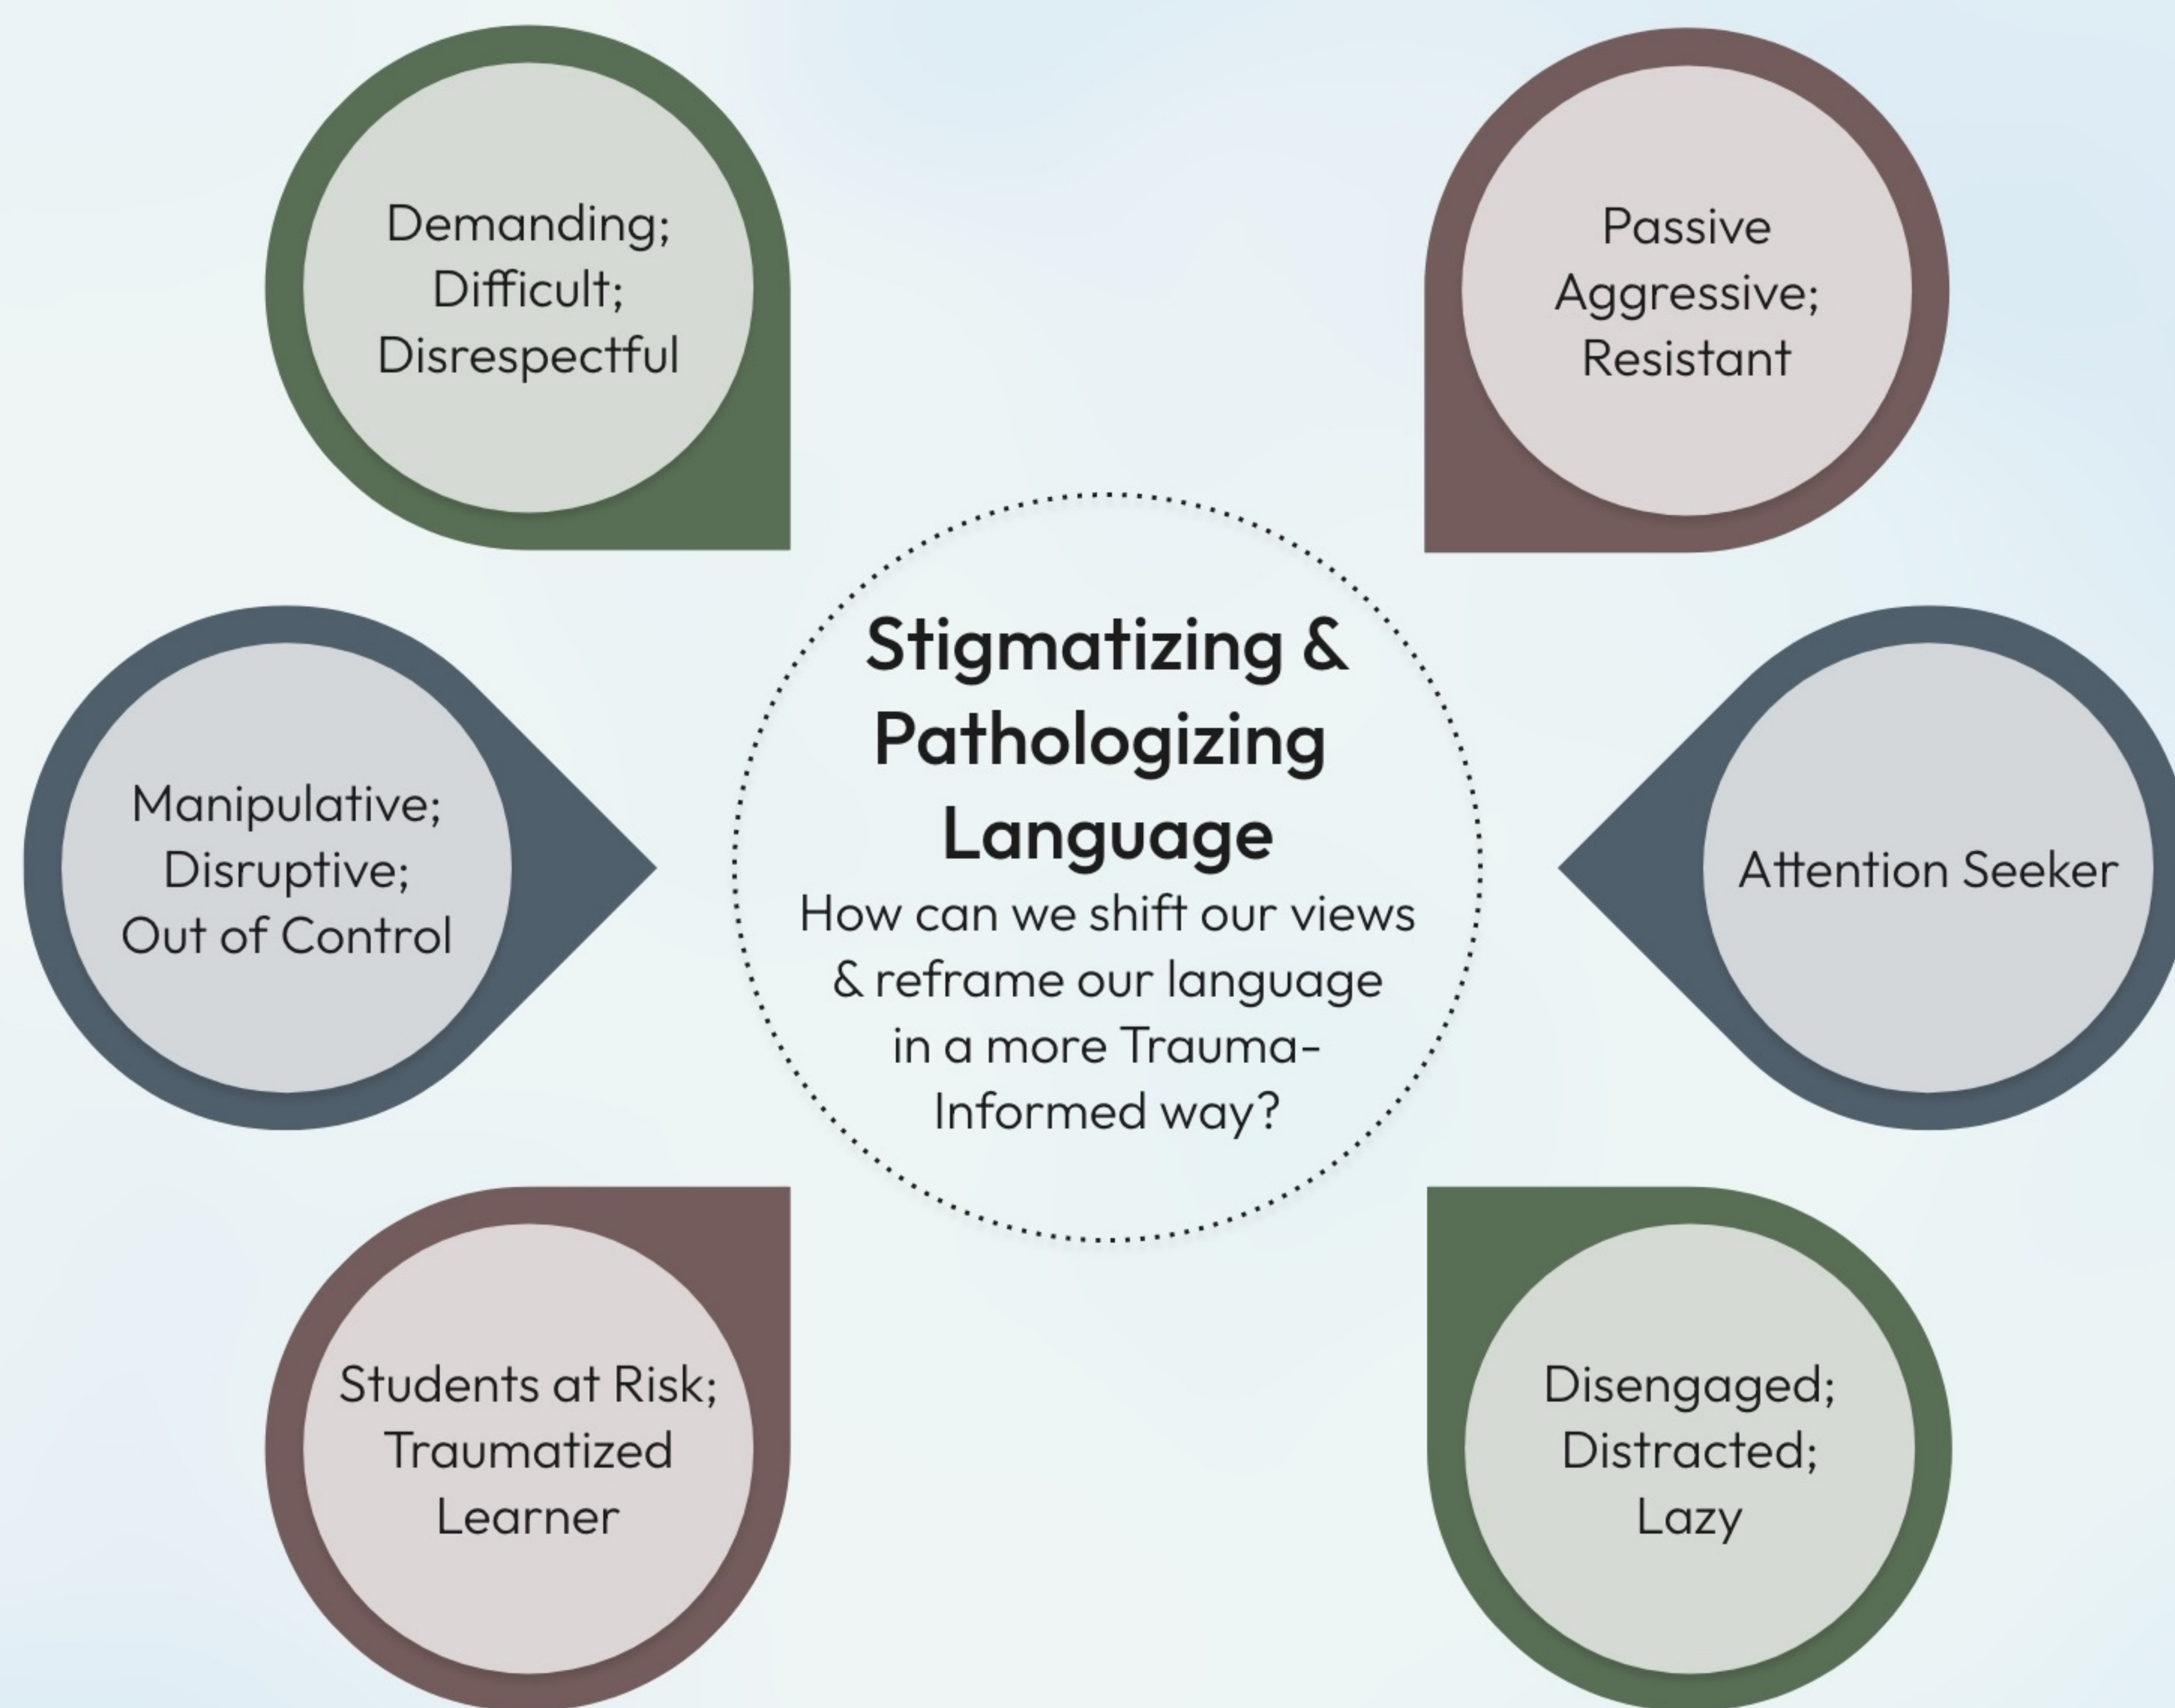 Demanding;
Difficult;
Disrespectful
Passive
Aggressive;
Resistant
Stigmatizing &
Pathologizing
Language
How can we shift our views
& reframe our language
in a more Trauma-
Informed way?
Manipulative;
Disruptive;
Out of Control
Attention Seeker
Students at Risk;
Traumatized
Learner
Disengaged;
Distracted;
Lazy